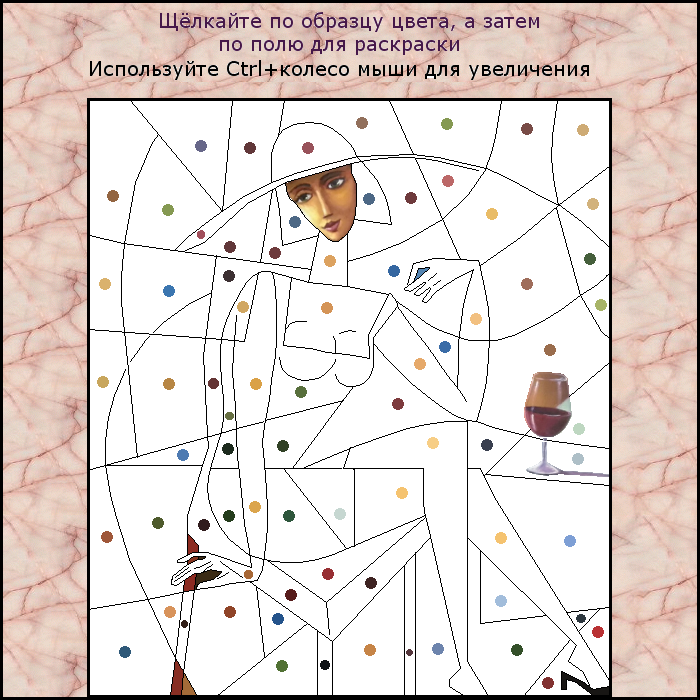 Щёлкайте по образцу цвета, а затем
по полю для раскраски
Используйте Ctrl+колесо мыши для увеличения